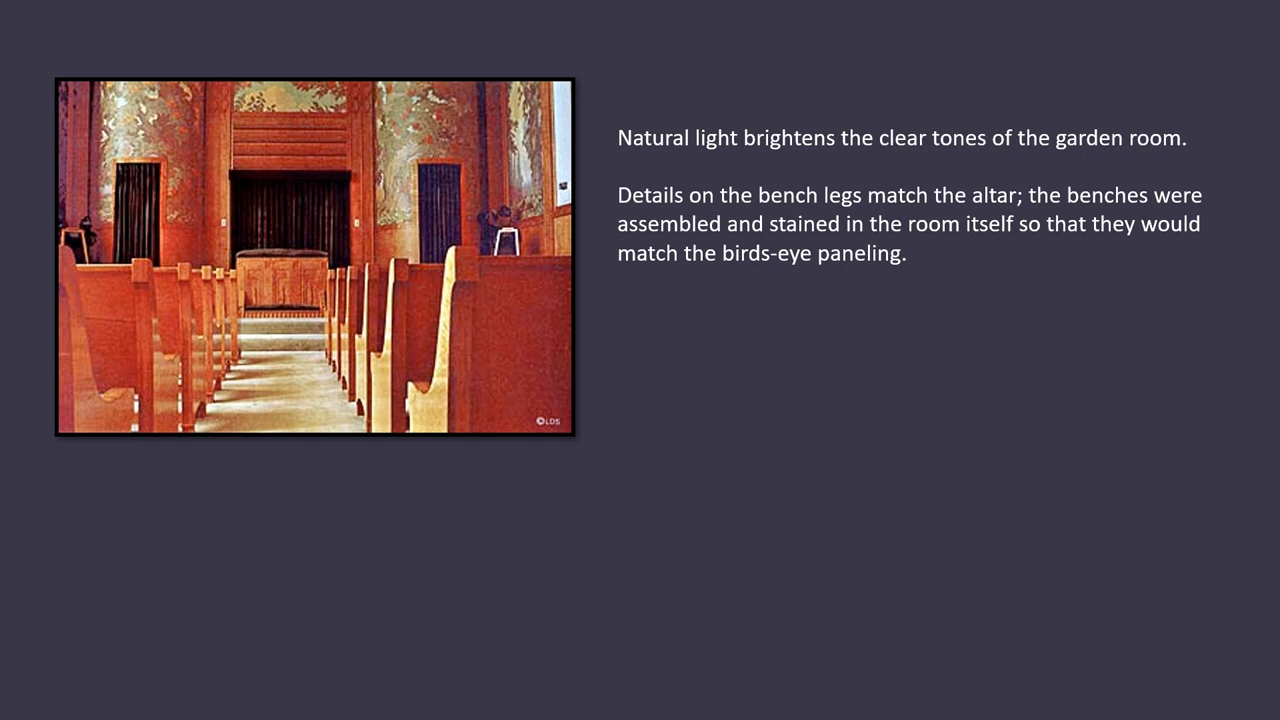 Natural light brightens the clear tones of the garden room.
Details on the bench legs match the altar; the benches were
assembled and stained in the room itself so that they would
match the birds-eye paneling.
©LDS